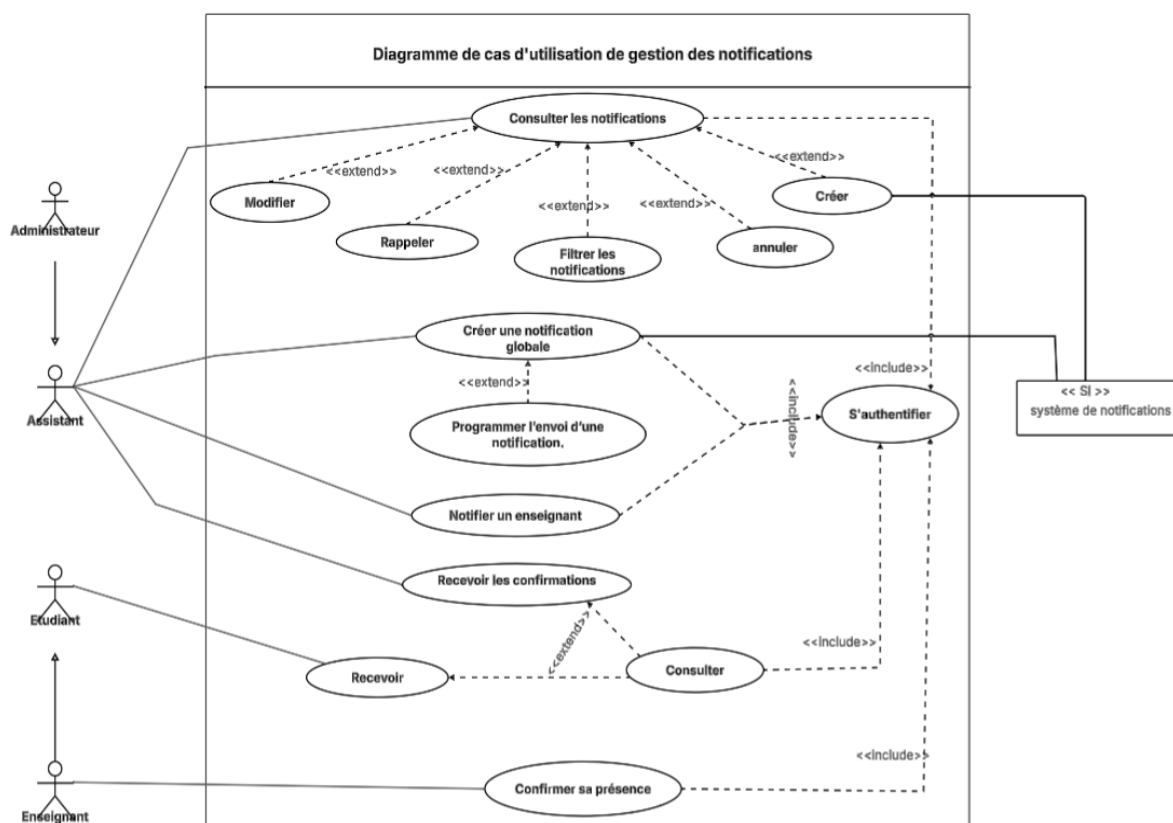 Diagramme de cas d'utilisation de gestion des notifications
Consulter les notifications
<<extend>>
<<extend>>
<<extend>>
<<extend>>
<<extend>>
Modifier
Rappeler
Filtrer les
notifications
annuler
Créer
Administrateur
Créer une notification
globale
<<extend>>
Programmer l'envoi d'une
notification.
<<include>>
<<include>>
S'authentifier
<< SI >>
système de notifications
Assistant
Notifier un enseignant
Recevoir les confirmations
Etudiant
<<extend>>
Recevoir
Consulter
<<include>>
<<include>>
Confirmer sa présence
Enseignant